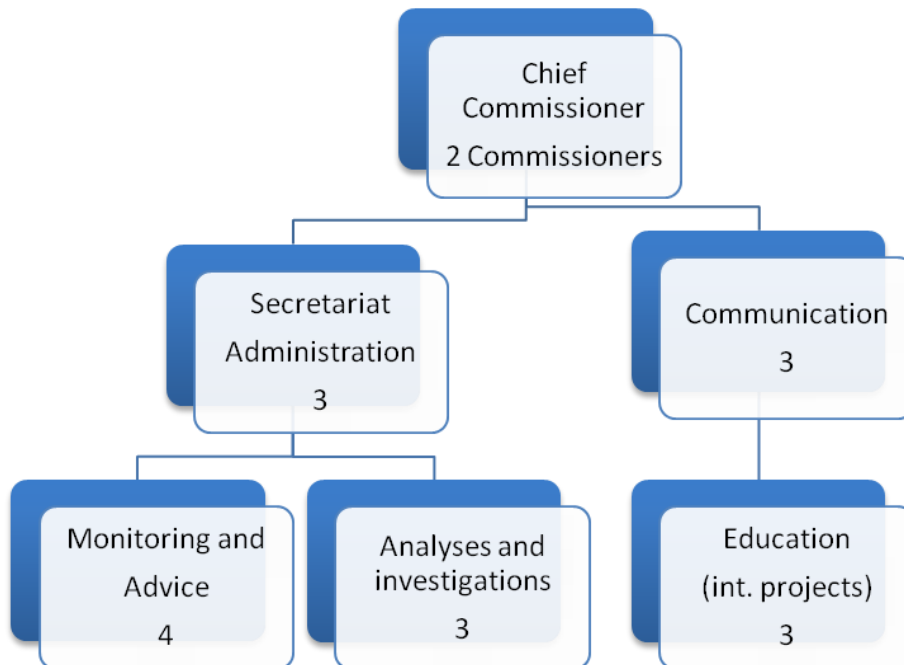 Chief
Commissioner
2 Commissioners
Secretariat
Administration
3
Communication
3
Monitoring and
Advice
4
Analyses and
investigations
3
Education
(int. projects)
3